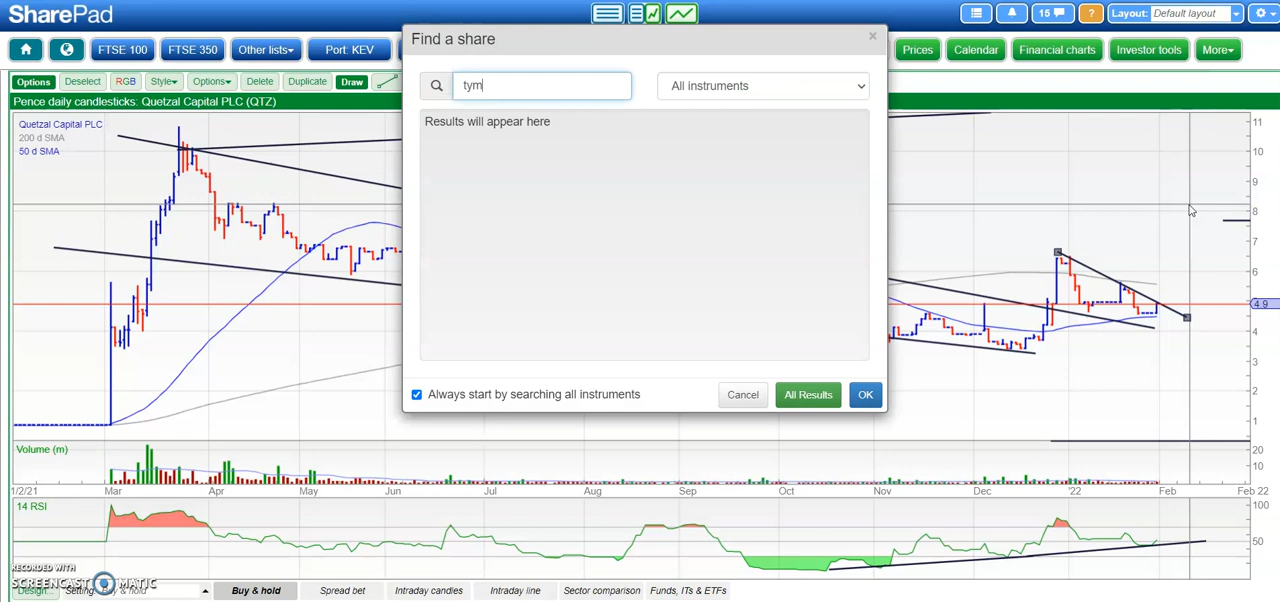 SharePad
15
?
Layout: Default layout
FTSE 100
FTSE 350
Other lists
Port: KEV
Prices
Calendar
Financial charts
Investor tools
More
Options
Deselect
RGB
Style
Options
Delete
Duplicate
Draw
Pence daily candlesticks: Quetzal Capital PLC (QTZ)
Quetzal Capital PLC
200 d SMA
50 d SMA
Find a share
×
tym
All instruments
Results will appear here
Always start by searching all instruments
Cancel
All Results
OK
11
10
9
8
7
6
4.9
4
3
2
1
Volume (m)
20
10
1/2/21
Mar
Apr
May
Jun
Jul
Aug
Sep
Oct
Nov
Dec
'22
Feb
Feb 22
14 RSI
100
50
RECORDED WITH
SCREENCAST MATIC
Design...
Setting: Buy & hold
Buy & hold
Spread bet
Intraday candles
Intraday line
Sector comparison
Funds, ITs & ETFs